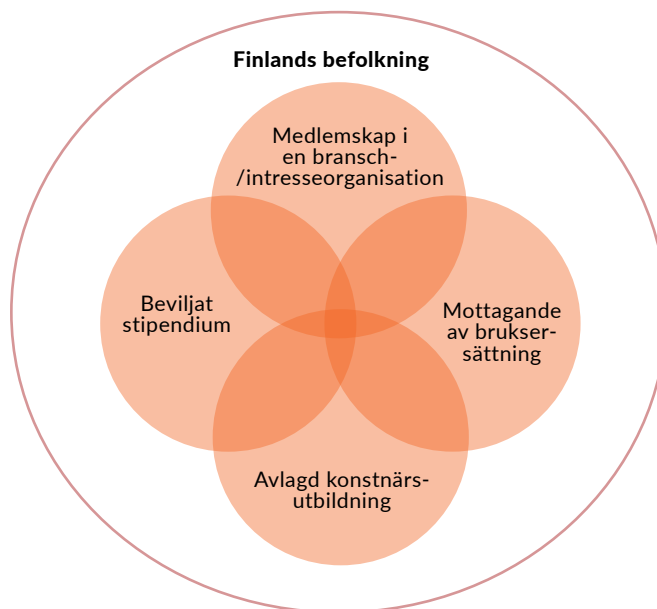 Finlands befolkning
Medlemskap i
en bransch-
/intresseorganisation
Beviljat
stipendium
Mottagande
av brukser-
sättning
Avlagd konstnärs-
utbildning